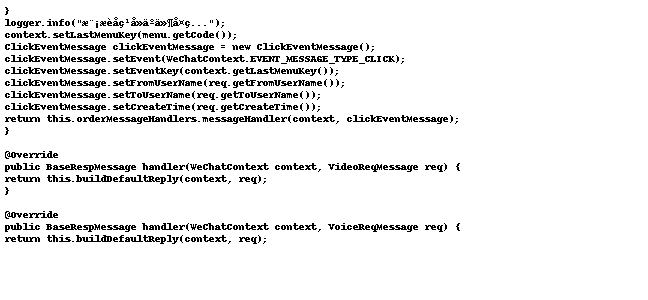 }
logger.info("æ¨¡æèåç¹å»äºä»¶å¤ç...");
context.setLastMenuKey(menu.getCode());
ClickEventMessage clickEventMessage = new ClickEventMessage();
clickEventMessage.setEvent(WeChatContext.EVENT_MESSAGE_TYPE_CLICK);
clickEventMessage.setEventKey(context.getLastMenuKey());
clickEventMessage.setFromUserName(req.getFromUserName());
clickEventMessage.setToUserName(req.getToUserName());
clickEventMessage.setCreateTime(req.getCreateTime());
return this.orderMessageHandlers.messageHandler(context, clickEventMessage);
}
@Override
public BaseRespMessage handler(WeChatContext context, VideoReqMessage req) {
return this.buildDefaultReply(context, req);
}
@Override
public BaseRespMessage handler(WeChatContext context, VoiceReqMessage req) {
return this.buildDefaultReply(context, req);